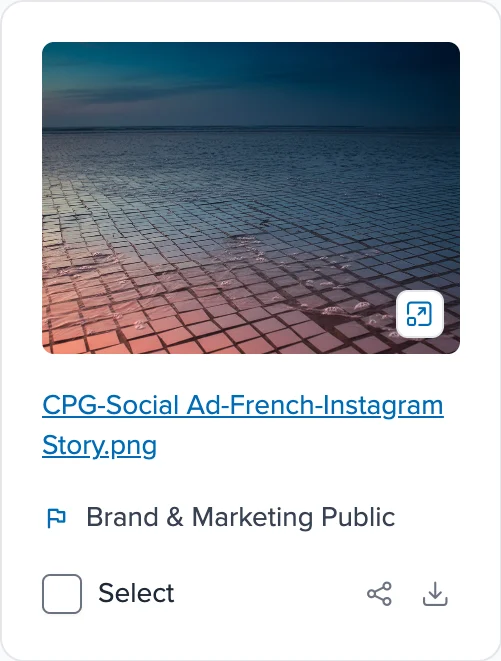 CPG-Social Ad-French-Instagram
Story.png
Brand & Marketing Public
Select